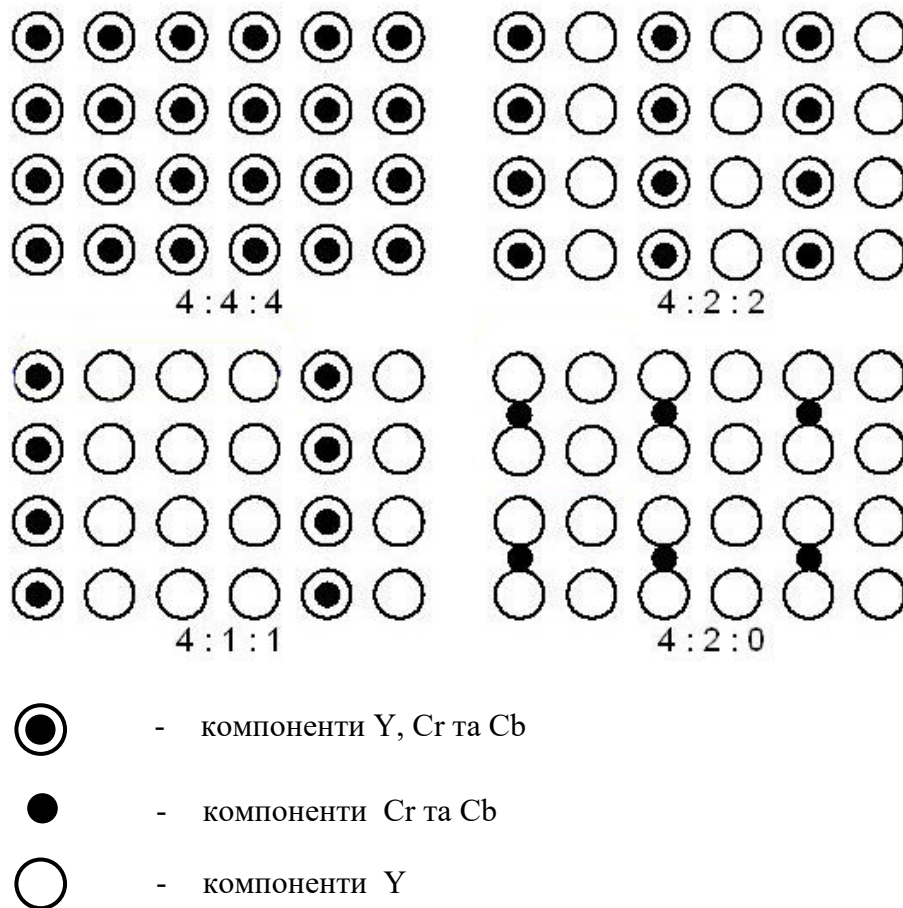 4 : 4 : 4
4 : 2 : 2
4 : 1 : 1
4 : 2 : 0
- компоненти Y, Cr та Cb
- компоненти Cr та Cb
- компоненти Y